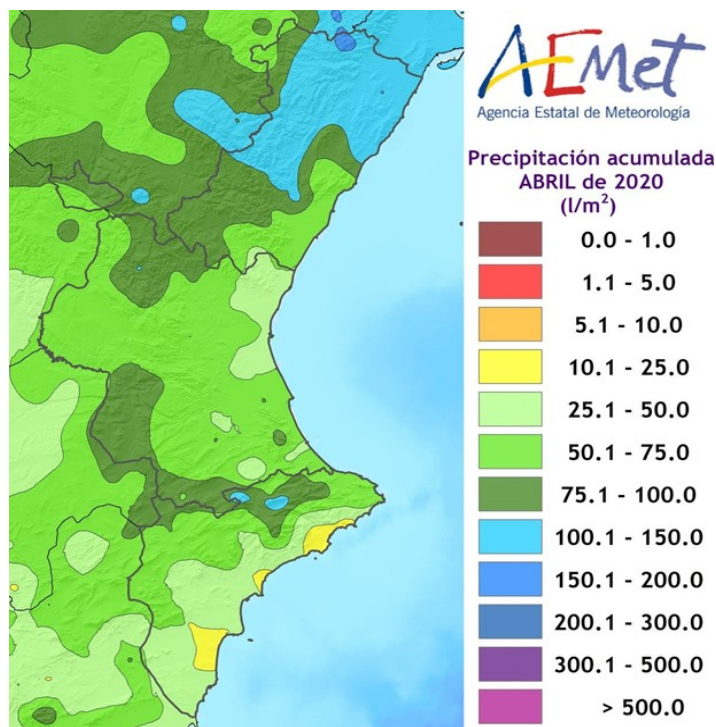 AEMet
Agencia Estatal de Meteorología
Precipitación acumulada
ABRIL de 2020
(l/m²)
0.0 - 1.0
1.1 - 5.0
5.1 - 10.0
10.1 - 25.0
25.1 - 50.0
50.1 - 75.0
75.1 - 100.0
100.1 - 150.0
150.1 - 200.0
200.1 - 300.0
300.1 - 500.0
> 500.0